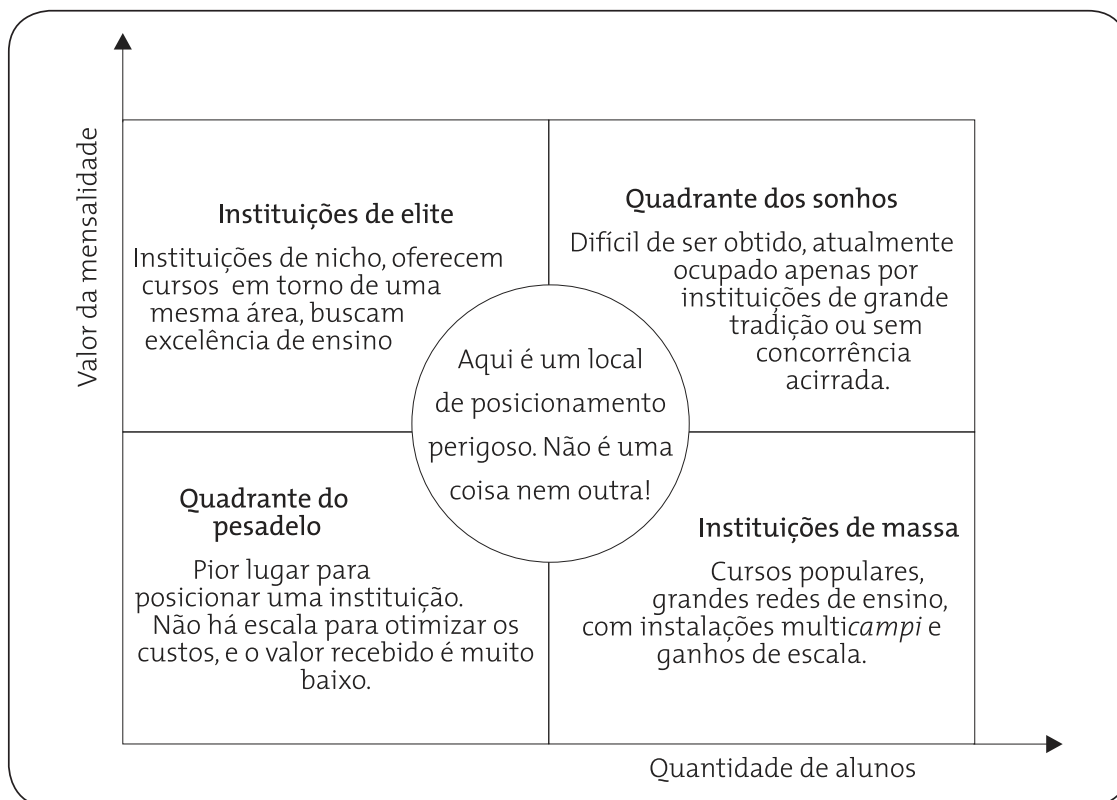 Valor da mensalidade
Instituições de elite
Instituições de nicho, oferecem
cursos em torno de uma
mesma área, buscam
excelência de ensino
Quadrante dos sonhos
Difícil de ser obtido, atualmente
ocupado apenas por
instituições de grande
tradição ou sem
concorrência
acirrada.
Aqui é um local
de posicionamento
perigoso. Não é uma
coisa nem outra!
Quadrante do
pesadelo
Pior lugar para
posicionar uma instituição.
Não há escala para otimizar os
custos, e o valor recebido é muito
baixo.
Instituições de massa
Cursos populares,
grandes redes de ensino,
com instalações multicampi e
ganhos de escala.
Quantidade de alunos